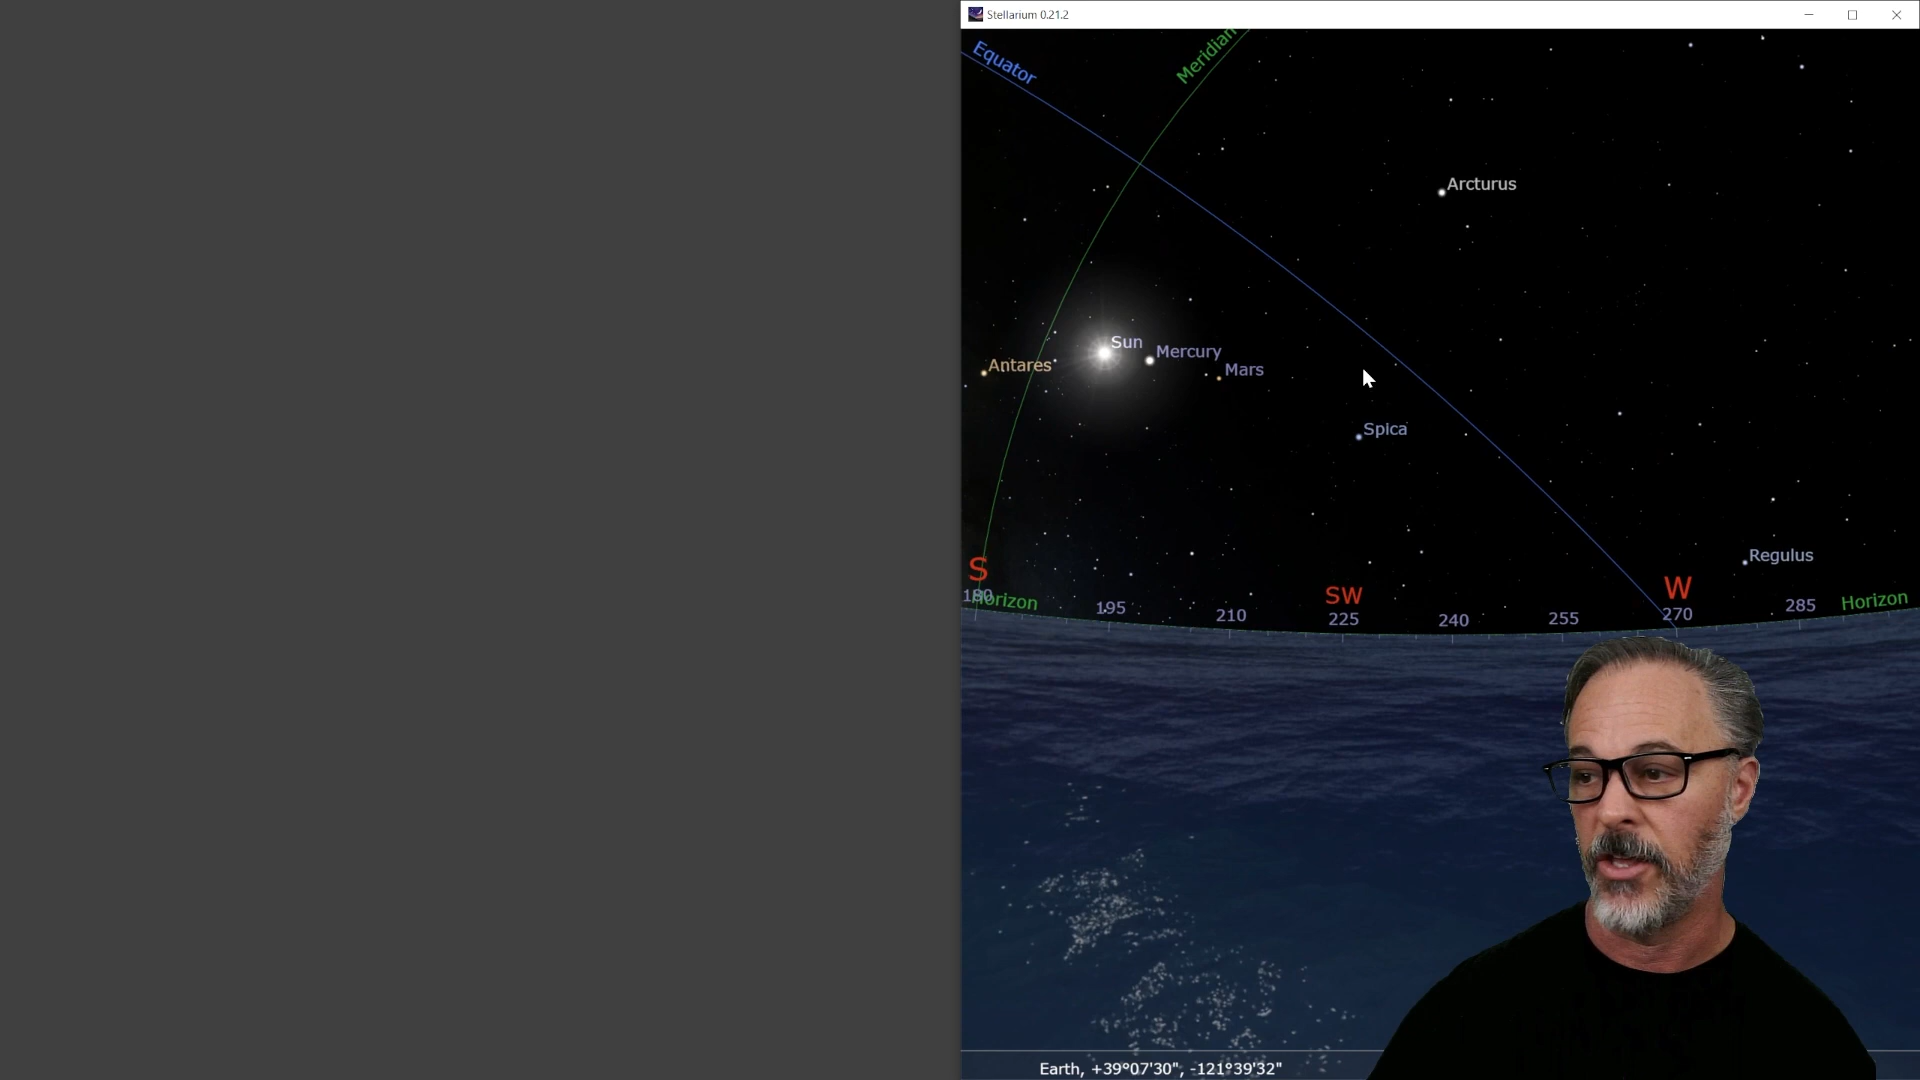 Stellarium 0.21.2
Equator
Meridian
Arcturus
Sun
Mercury
Mars
Antares
Spica
Regulus
S
SW
W
180
Horizon
195
210
225
240
255
270
285
Horizon
Earth, +39°07'30", -121°39'32"